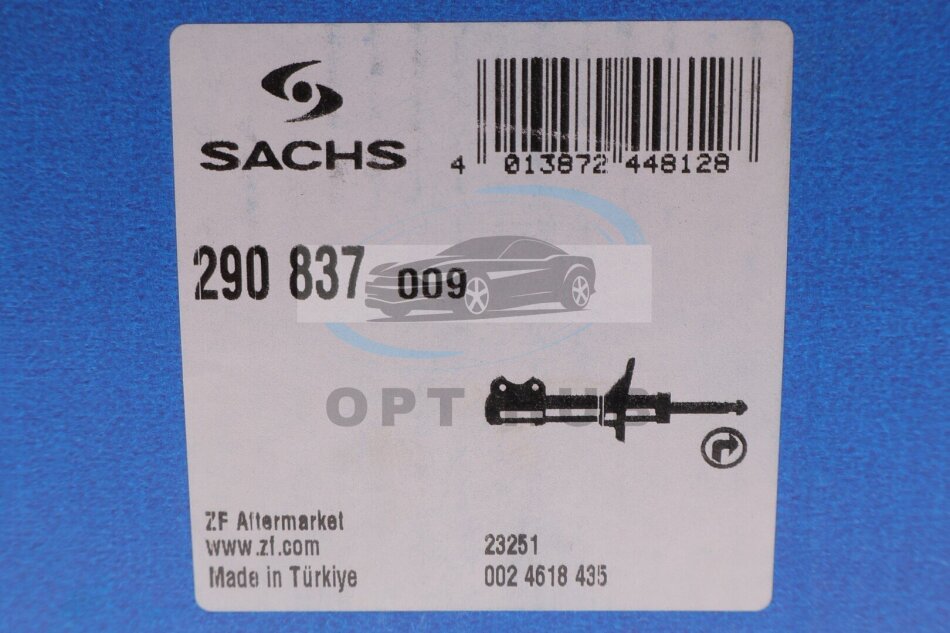 SACHS
4 013872 448128
290 837 009
OPT HUB
ZF Aftermarket
www.zf.com
Made in Türkiye
23251
002 4618 435